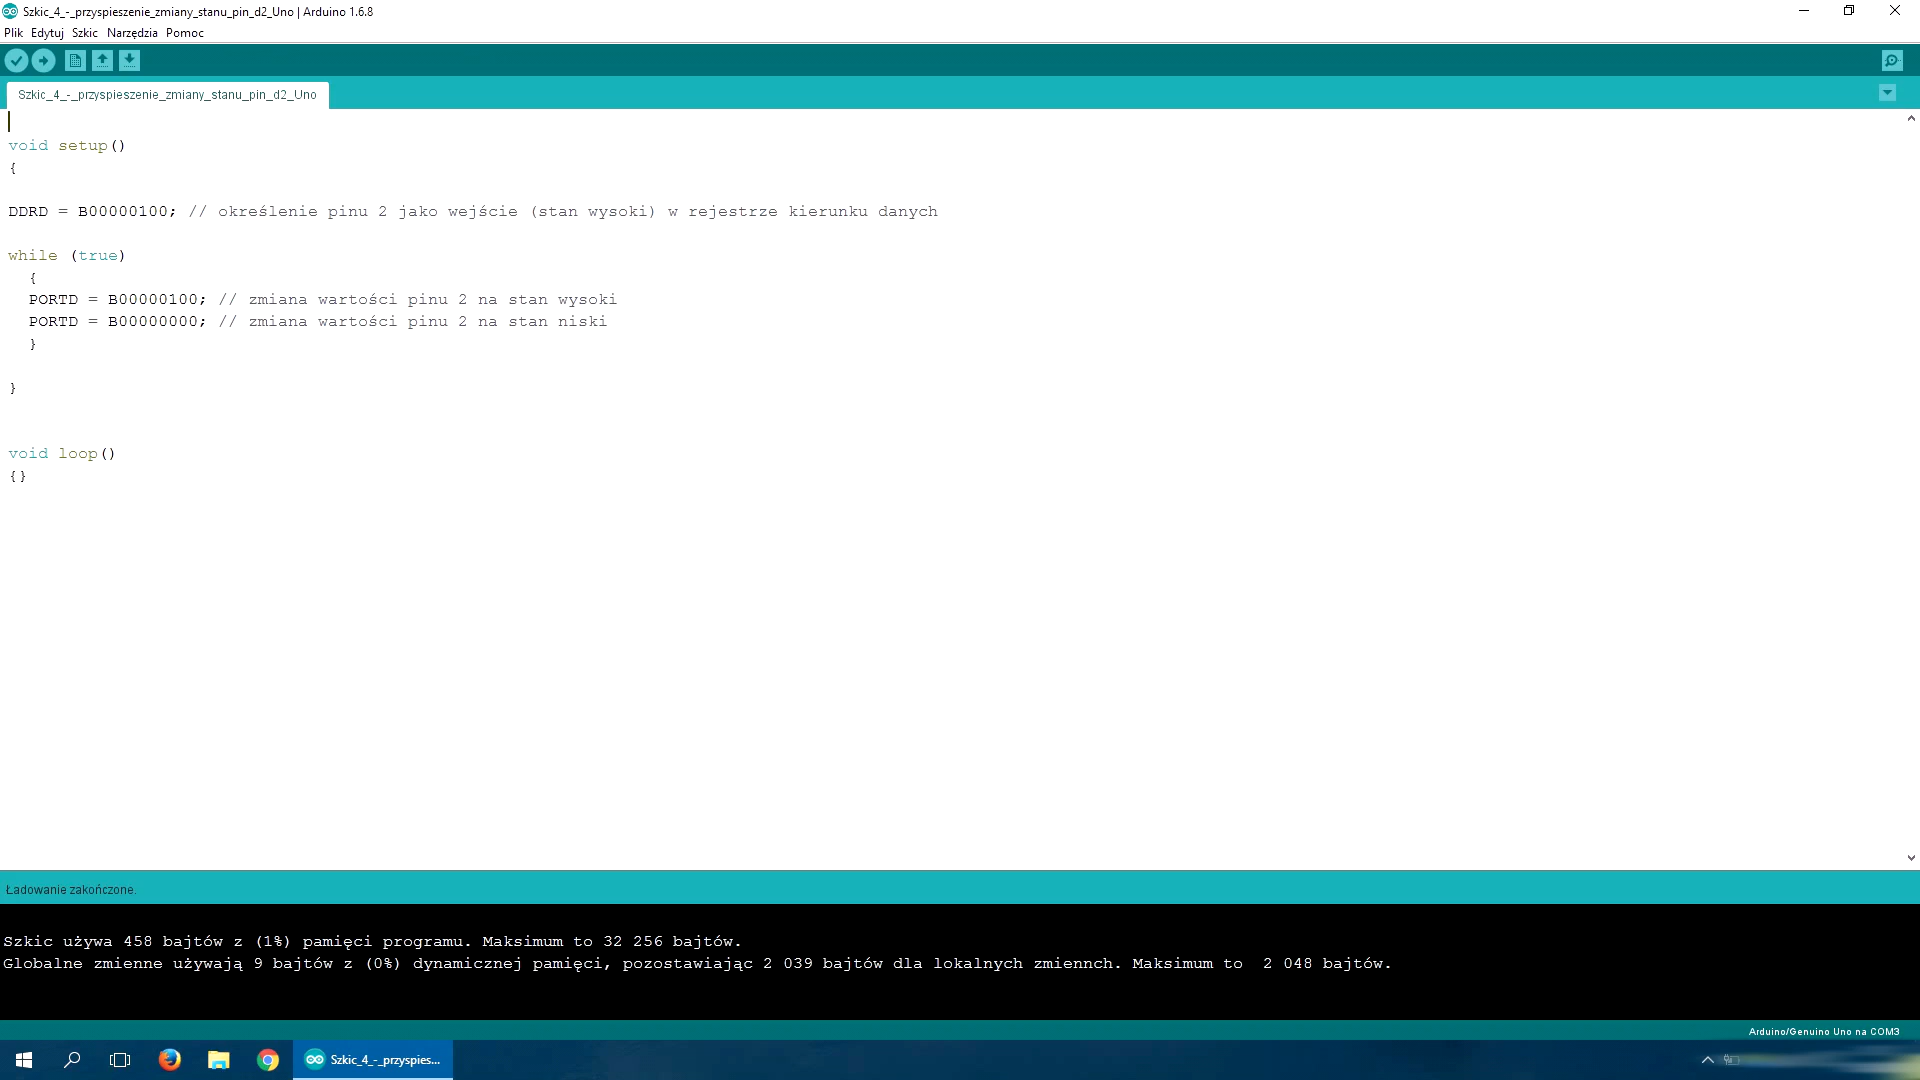 Szkic_4_-_przyspieszenie_zmiany_stanu_pin_d2_Uno | Arduino 1.6.8
Plik Edytuj Szkic Narzędzia Pomoc
Szkic_4_-_przyspieszenie_zmiany_stanu_pin_d2_Uno
void setup()
{
DDRD = B00000100; // określenie pinu 2 jako wejście (stan wysoki) w rejestrze kierunku danych
while (true)
{
PORTD = B00000100; // zmiana wartości pinu 2 na stan wysoki
PORTD = B00000000; // zmiana wartości pinu 2 na stan niski
}
}
void loop()
{}
Ładowanie zakończone.
Szkic używa 458 bajtów z (1%) pamięci programu. Maksimum to 32 256 bajtów.
Globalne zmienne używają 9 bajtów z (0%) dynamicznej pamięci, pozostawiając 2 039 bajtów dla lokalnych zmiennch. Maksimum to  2 048 bajtów.
Arduino/Genuino Uno na COM3
Szkic_4_-_przyspies...